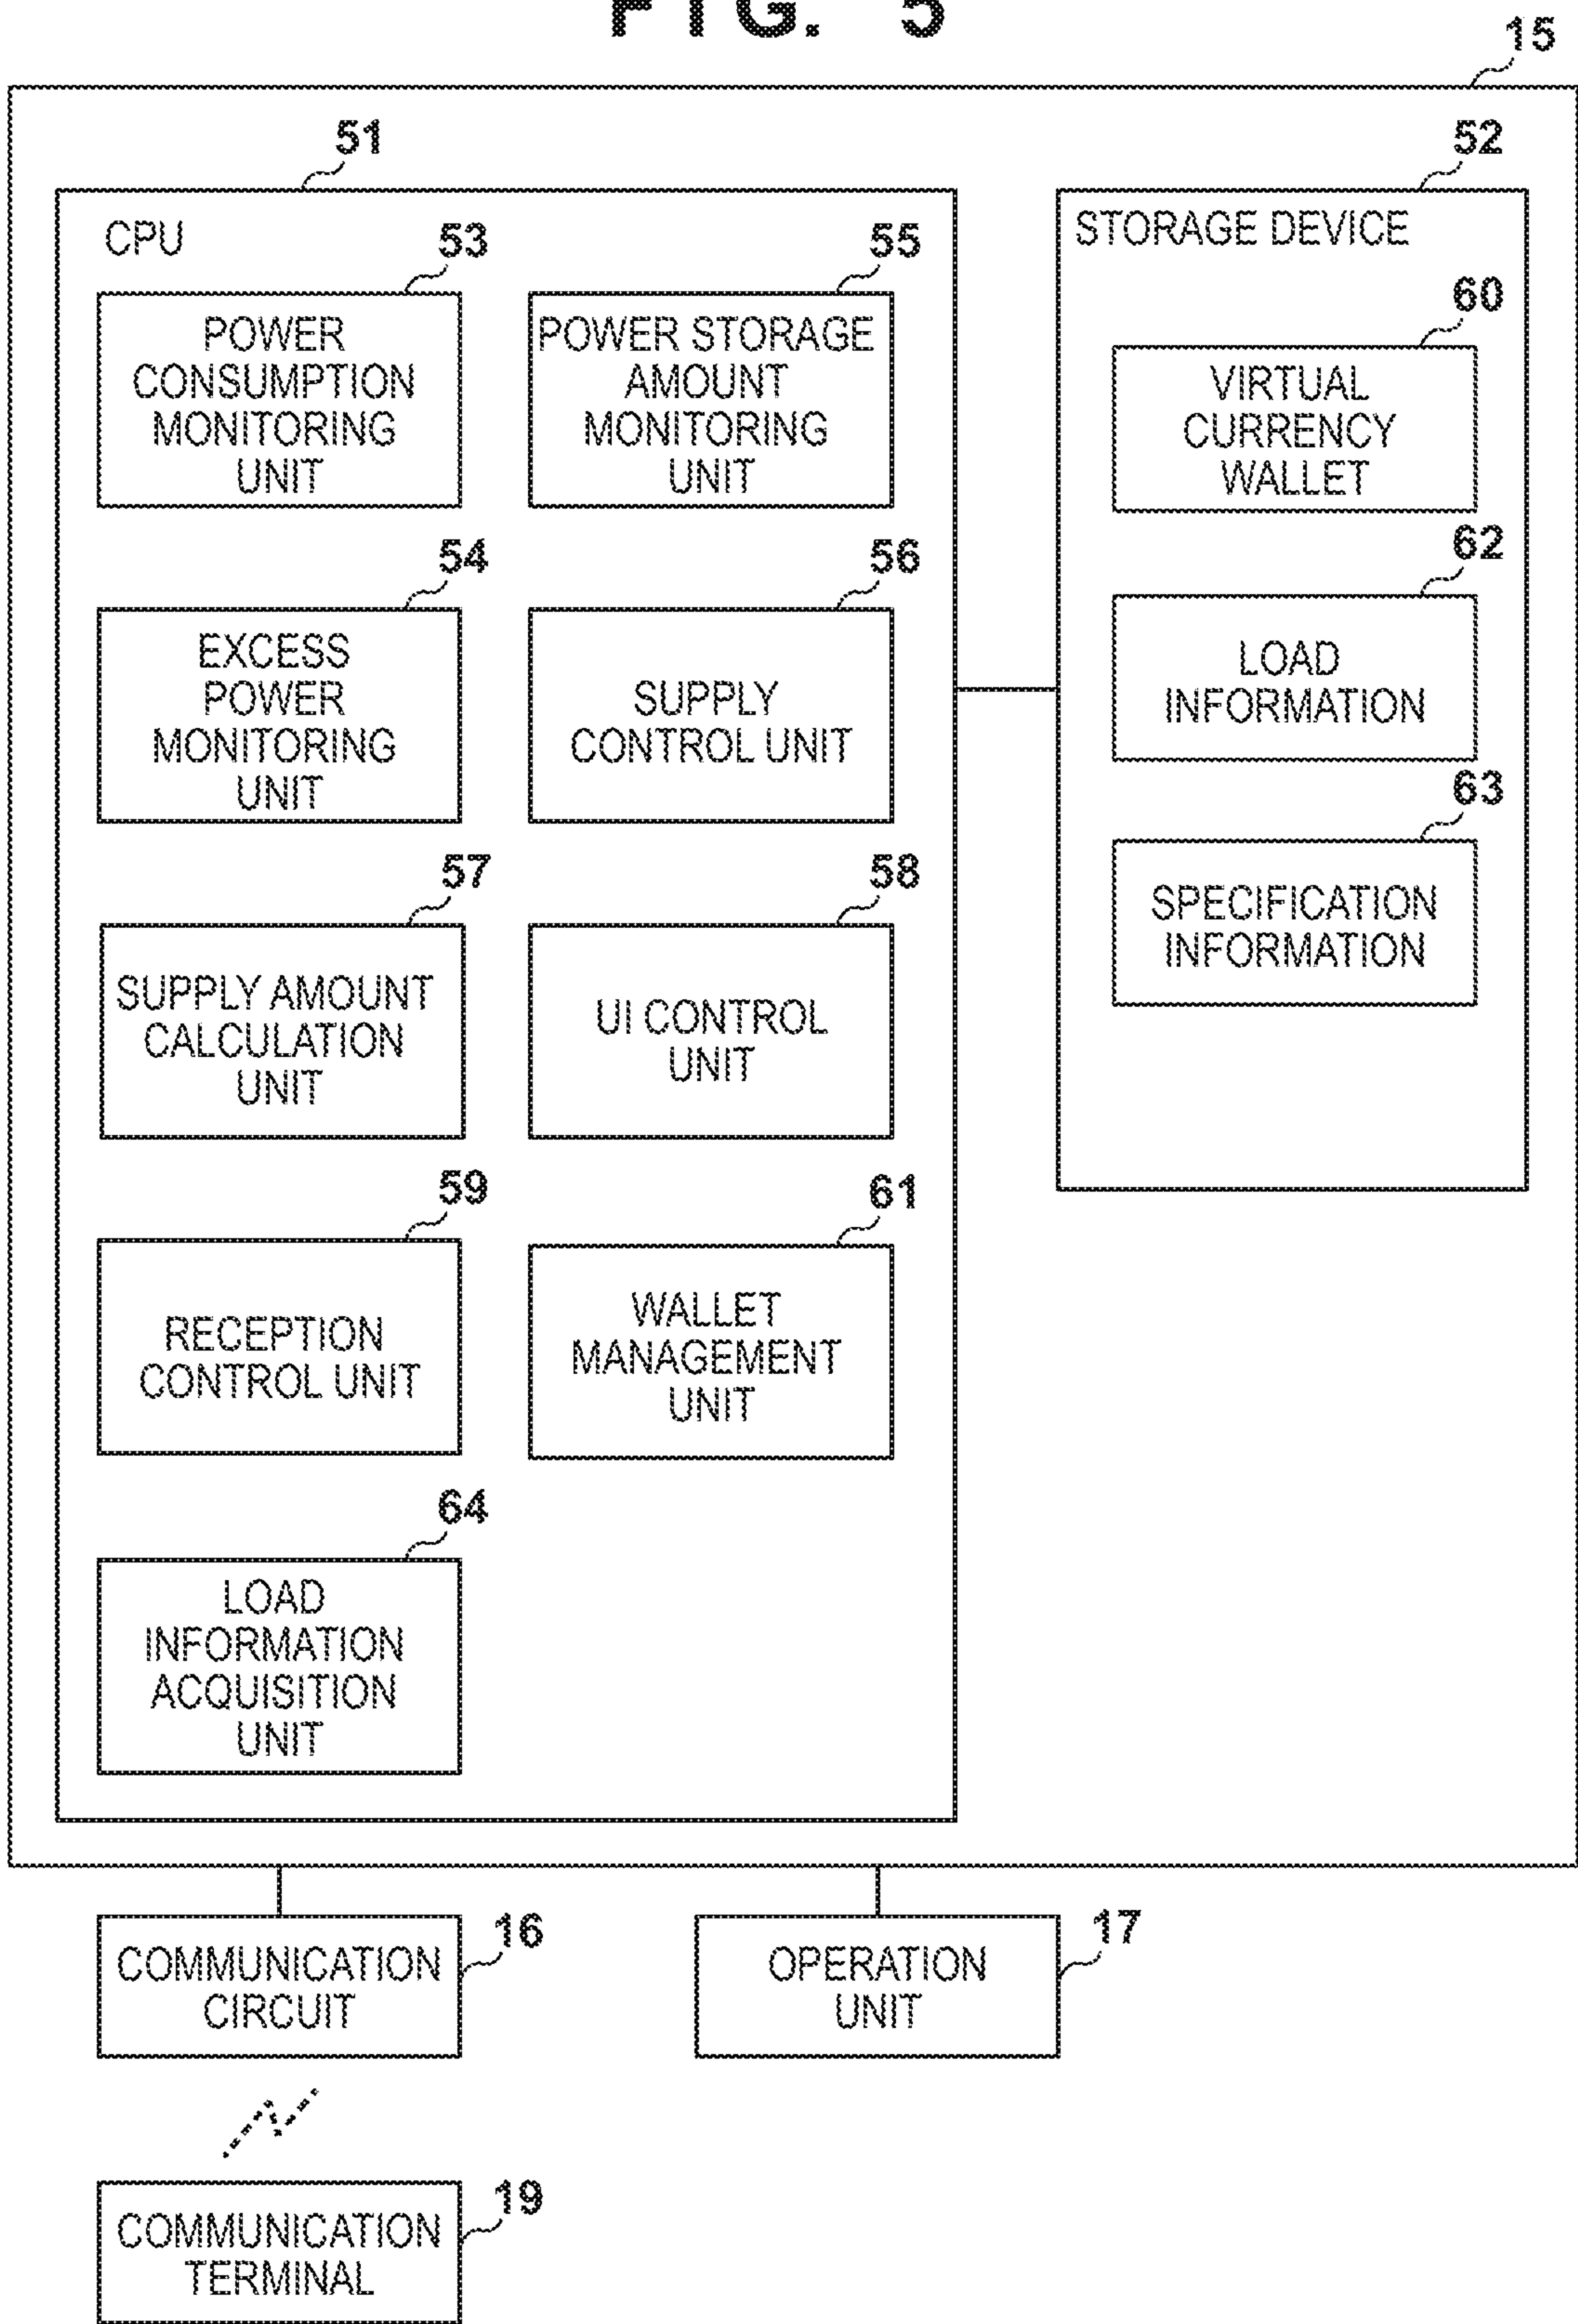 FIG. 5
15
51
52
CPU
STORAGE DEVICE
53
55
POWER
CONSUMPTION
MONITORING
UNIT
POWER STORAGE
AMOUNT
MONITORING
UNIT
60
VIRTUAL
CURRENCY
WALLET
54
56
EXCESS
POWER
MONITORING
UNIT
SUPPLY
CONTROL UNIT
62
LOAD
INFORMATION
63
SPECIFICATION
INFORMATION
57
58
SUPPLY AMOUNT
CALCULATION
UNIT
UI CONTROL
UNIT
59
61
RECEPTION
CONTROL UNIT
WALLET
MANAGEMENT
UNIT
64
LOAD
INFORMATION
ACQUISITION
UNIT
16
COMMUNICATION
CIRCUIT
17
OPERATION
UNIT
19
COMMUNICATION
TERMINAL